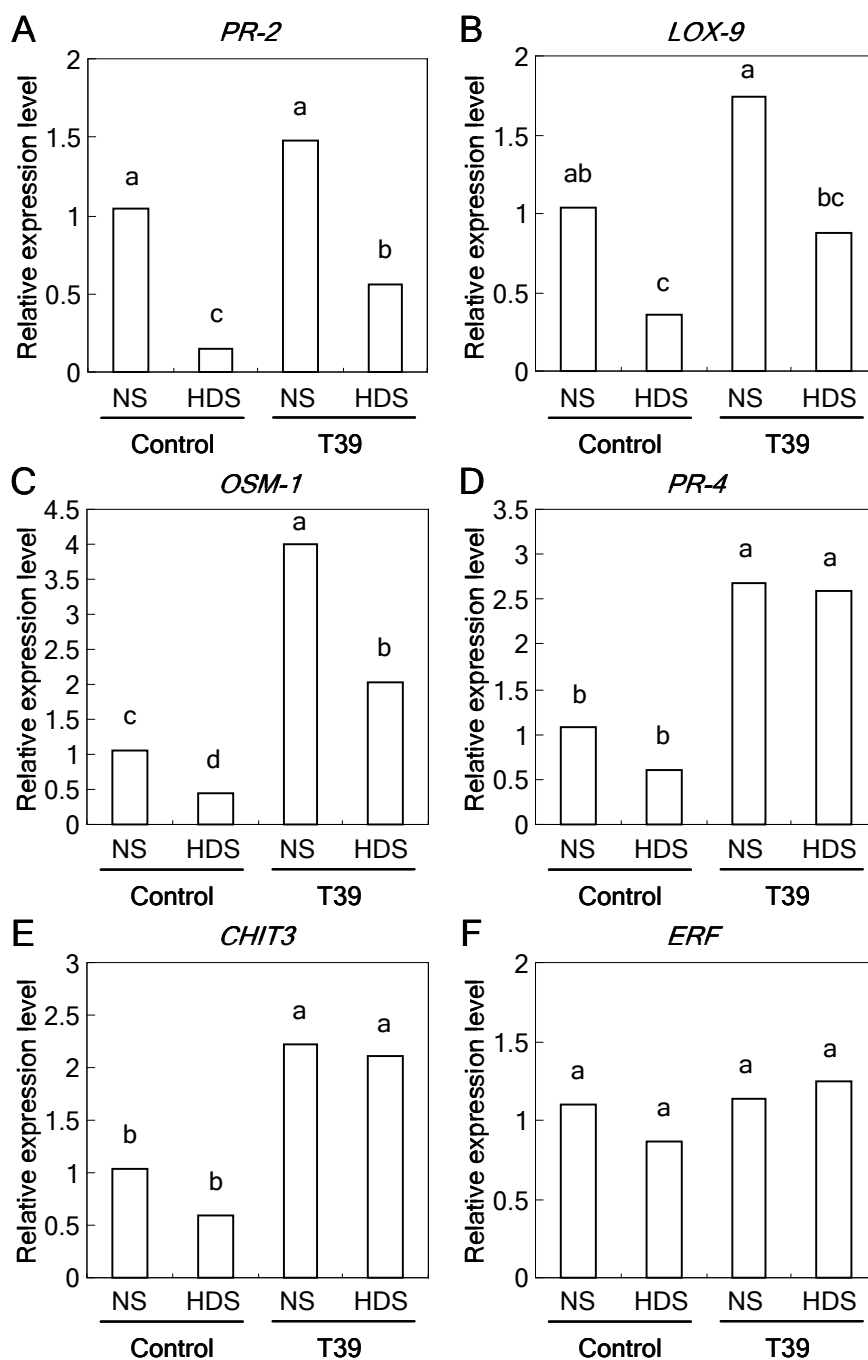 A
PR-2
Relative expression level
2
1.5
1
0.5
0
a
c
a
b
NS HDS NS HDS
Control T39
B
LOX-9
Relative expression level
2
1.5
1
0.5
0
ab
c
a
bc
NS HDS NS HDS
Control T39
C
OSM-1
Relative expression level
4.5
4
3.5
3
2.5
2
1.5
1
0.5
0
c
d
a
b
NS HDS NS HDS
Control T39
D
PR-4
Relative expression level
3.5
3
2.5
2
1.5
1
0.5
0
b
b
a
a
NS HDS NS HDS
Control T39
E
CHIT3
Relative expression level
3
2.5
2
1.5
1
0.5
0
b
b
a
a
NS HDS NS HDS
Control T39
F
ERF
Relative expression level
2
1.5
1
0.5
0
a
a
a
a
NS HDS NS HDS
Control T39